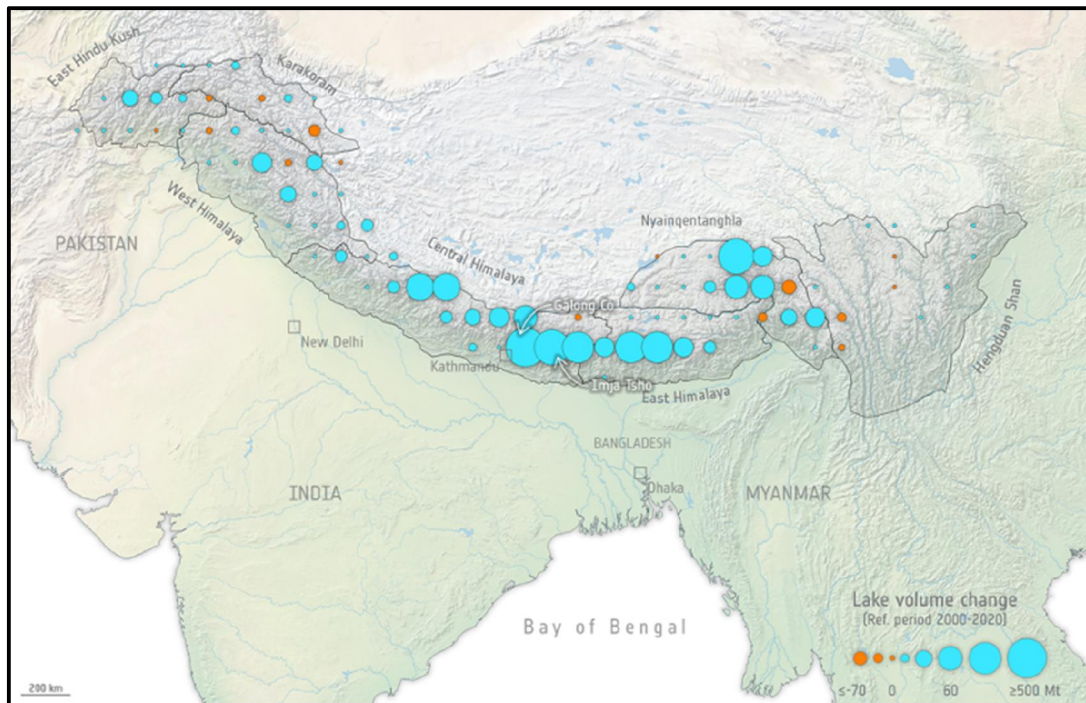 East Hindu Kush
Karakoram
West Himalaya
PAKISTAN
Nyainqentanghla
Central Himalaya
Galong Co
Hengduan Shan
New Delhi
Kathmandu
Imja Tsho
East Himalaya
BANGLADESH
INDIA
Dhaka
MYANMAR
Bay of Bengal
Lake volume change
(Ref. period 2000-2020)
200 km
≤-70 0 60 ≥500 Mt